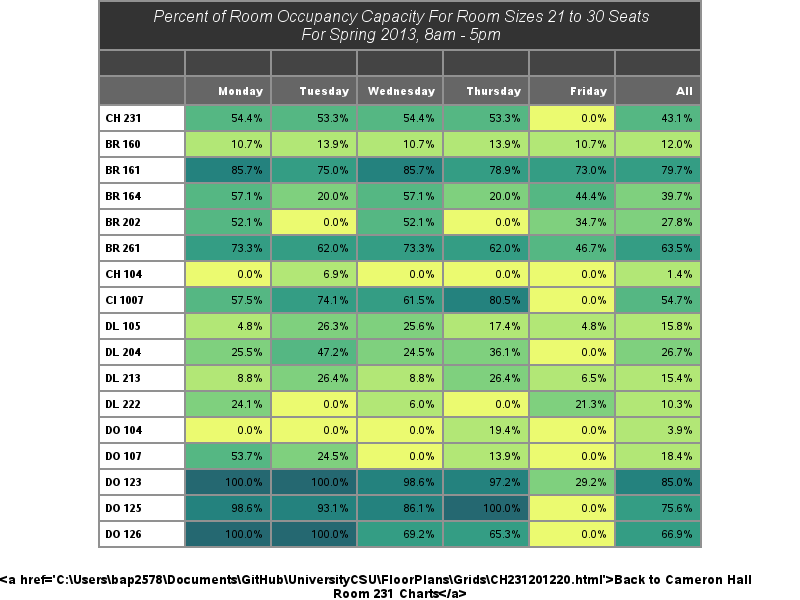 Percent of Room Occupancy Capacity For Room Sizes 21 to 30 Seats
For Spring 2013, 8am - 5pm
Monday Tuesday Wednesday Thursday Friday All
CH 231 54.4% 53.3% 54.4% 53.3% 0.0% 43.1%
BR 160 10.7% 13.9% 10.7% 13.9% 10.7% 12.0%
BR 161 85.7% 75.0% 85.7% 78.9% 73.0% 79.7%
BR 164 57.1% 20.0% 57.1% 20.0% 44.4% 39.7%
BR 202 52.1% 0.0% 52.1% 0.0% 34.7% 27.8%
BR 261 73.3% 62.0% 73.3% 62.0% 46.7% 63.5%
CH 104 0.0% 6.9% 0.0% 0.0% 0.0% 1.4%
CI 1007 57.5% 74.1% 61.5% 80.5% 0.0% 54.7%
DL 105 4.8% 26.3% 25.6% 17.4% 4.8% 15.8%
DL 204 25.5% 47.2% 24.5% 36.1% 0.0% 26.7%
DL 213 8.8% 26.4% 8.8% 26.4% 6.5% 15.4%
DL 222 24.1% 0.0% 6.0% 0.0% 21.3% 10.3%
DO 104 0.0% 0.0% 0.0% 19.4% 0.0% 3.9%
DO 107 53.7% 24.5% 0.0% 13.9% 0.0% 18.4%
DO 123 100.0% 100.0% 98.6% 97.2% 29.2% 85.0%
DO 125 98.6% 93.1% 86.1% 100.0% 0.0% 75.6%
DO 126 100.0% 100.0% 69.2% 65.3% 0.0% 66.9%
<a href='C:\Users\bap2578\Documents\GitHub\UniversityCSU\FloorPlans\Grids\CH231201220.html'>Back to Cameron Hall
Room 231 Charts</a>